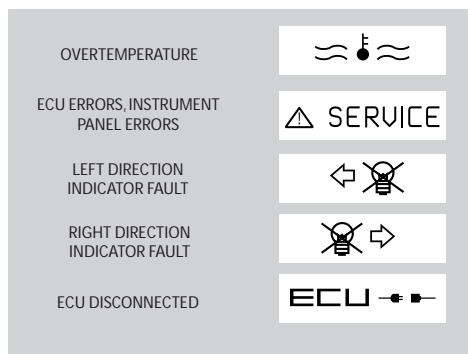 OVERTEMPERATURE
ECU ERRORS, INSTRUMENT
PANEL ERRORS
SERVICE
LEFT DIRECTION
INDICATOR FAULT
RIGHT DIRECTION
INDICATOR FAULT
ECU DISCONNECTED
ECU